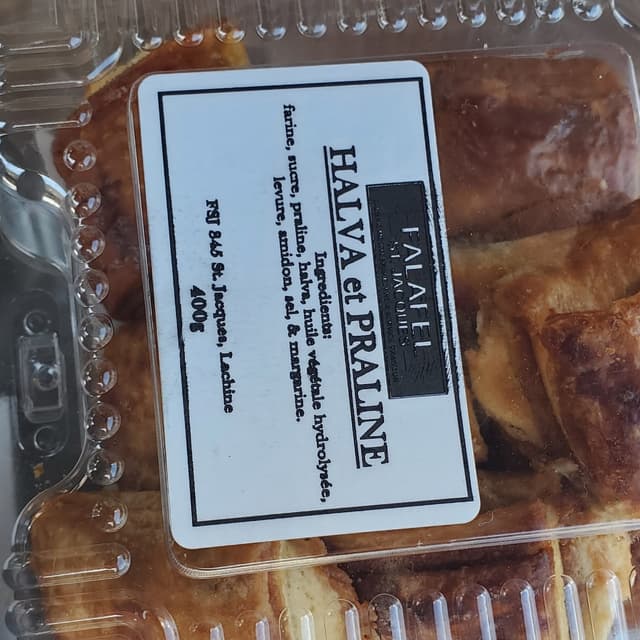 FALAFEL
ST. JACQUES
HALVA et PRALINE
Ingredients:
farine, sucre, praline, halva, huile végétale hydrolysée,
levure, amidon, sel, & margarine.
FSJ 345 St. Jacques, Lachine
400g